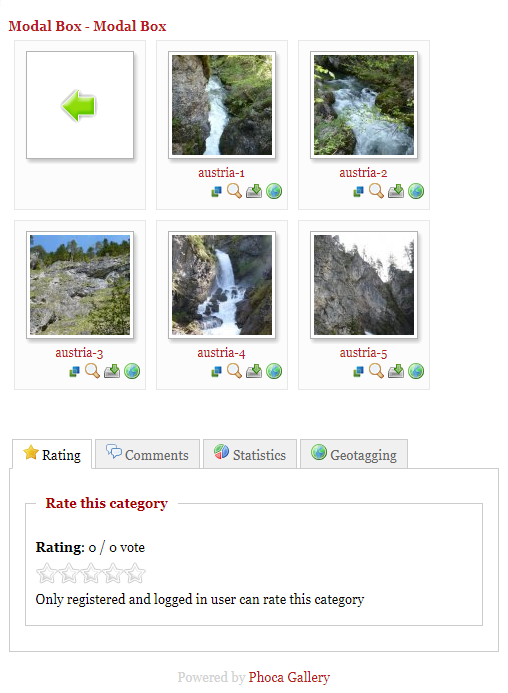 Modal Box - Modal Box
austria-1
austria-2
austria-3
austria-4
austria-5
Rating
Comments
Statistics
Geotagging
Rate this category
Rating: 0 / 0 vote
Only registered and logged in user can rate this category
Powered by Phoca Gallery